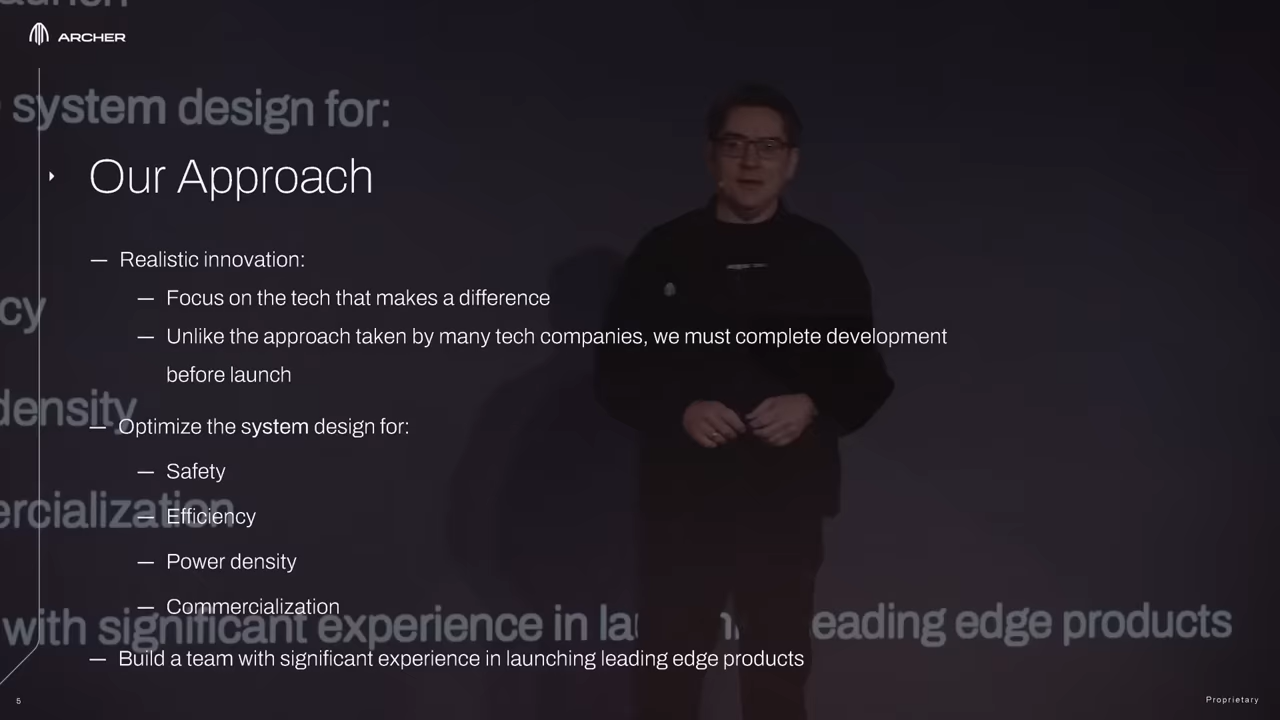 ARCHER
Our Approach
— Realistic innovation:
— Focus on the tech that makes a difference
— Unlike the approach taken by many tech companies, we must complete development
before launch
— Optimize the system design for:
— Safety
— Efficiency
— Power density
— Commercialization
— Build a team with significant experience in launching leading edge products
5
Proprietary
system design for:
density
with significant experience in
eading edge products